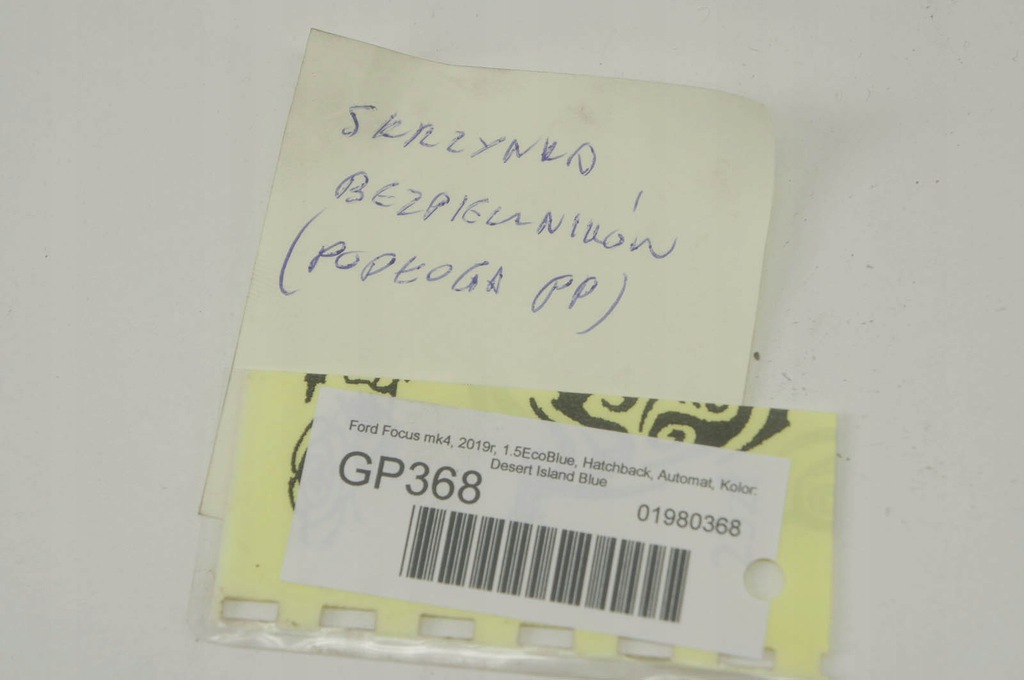 SKRZYNKA
BEZPIECZNIKÓW
(PODŁOGA PP)
Ford Focus mk4, 2019r, 1.5EcoBlue, Hatchback, Automat, Kolor:
Desert Island Blue
GP368
01980368